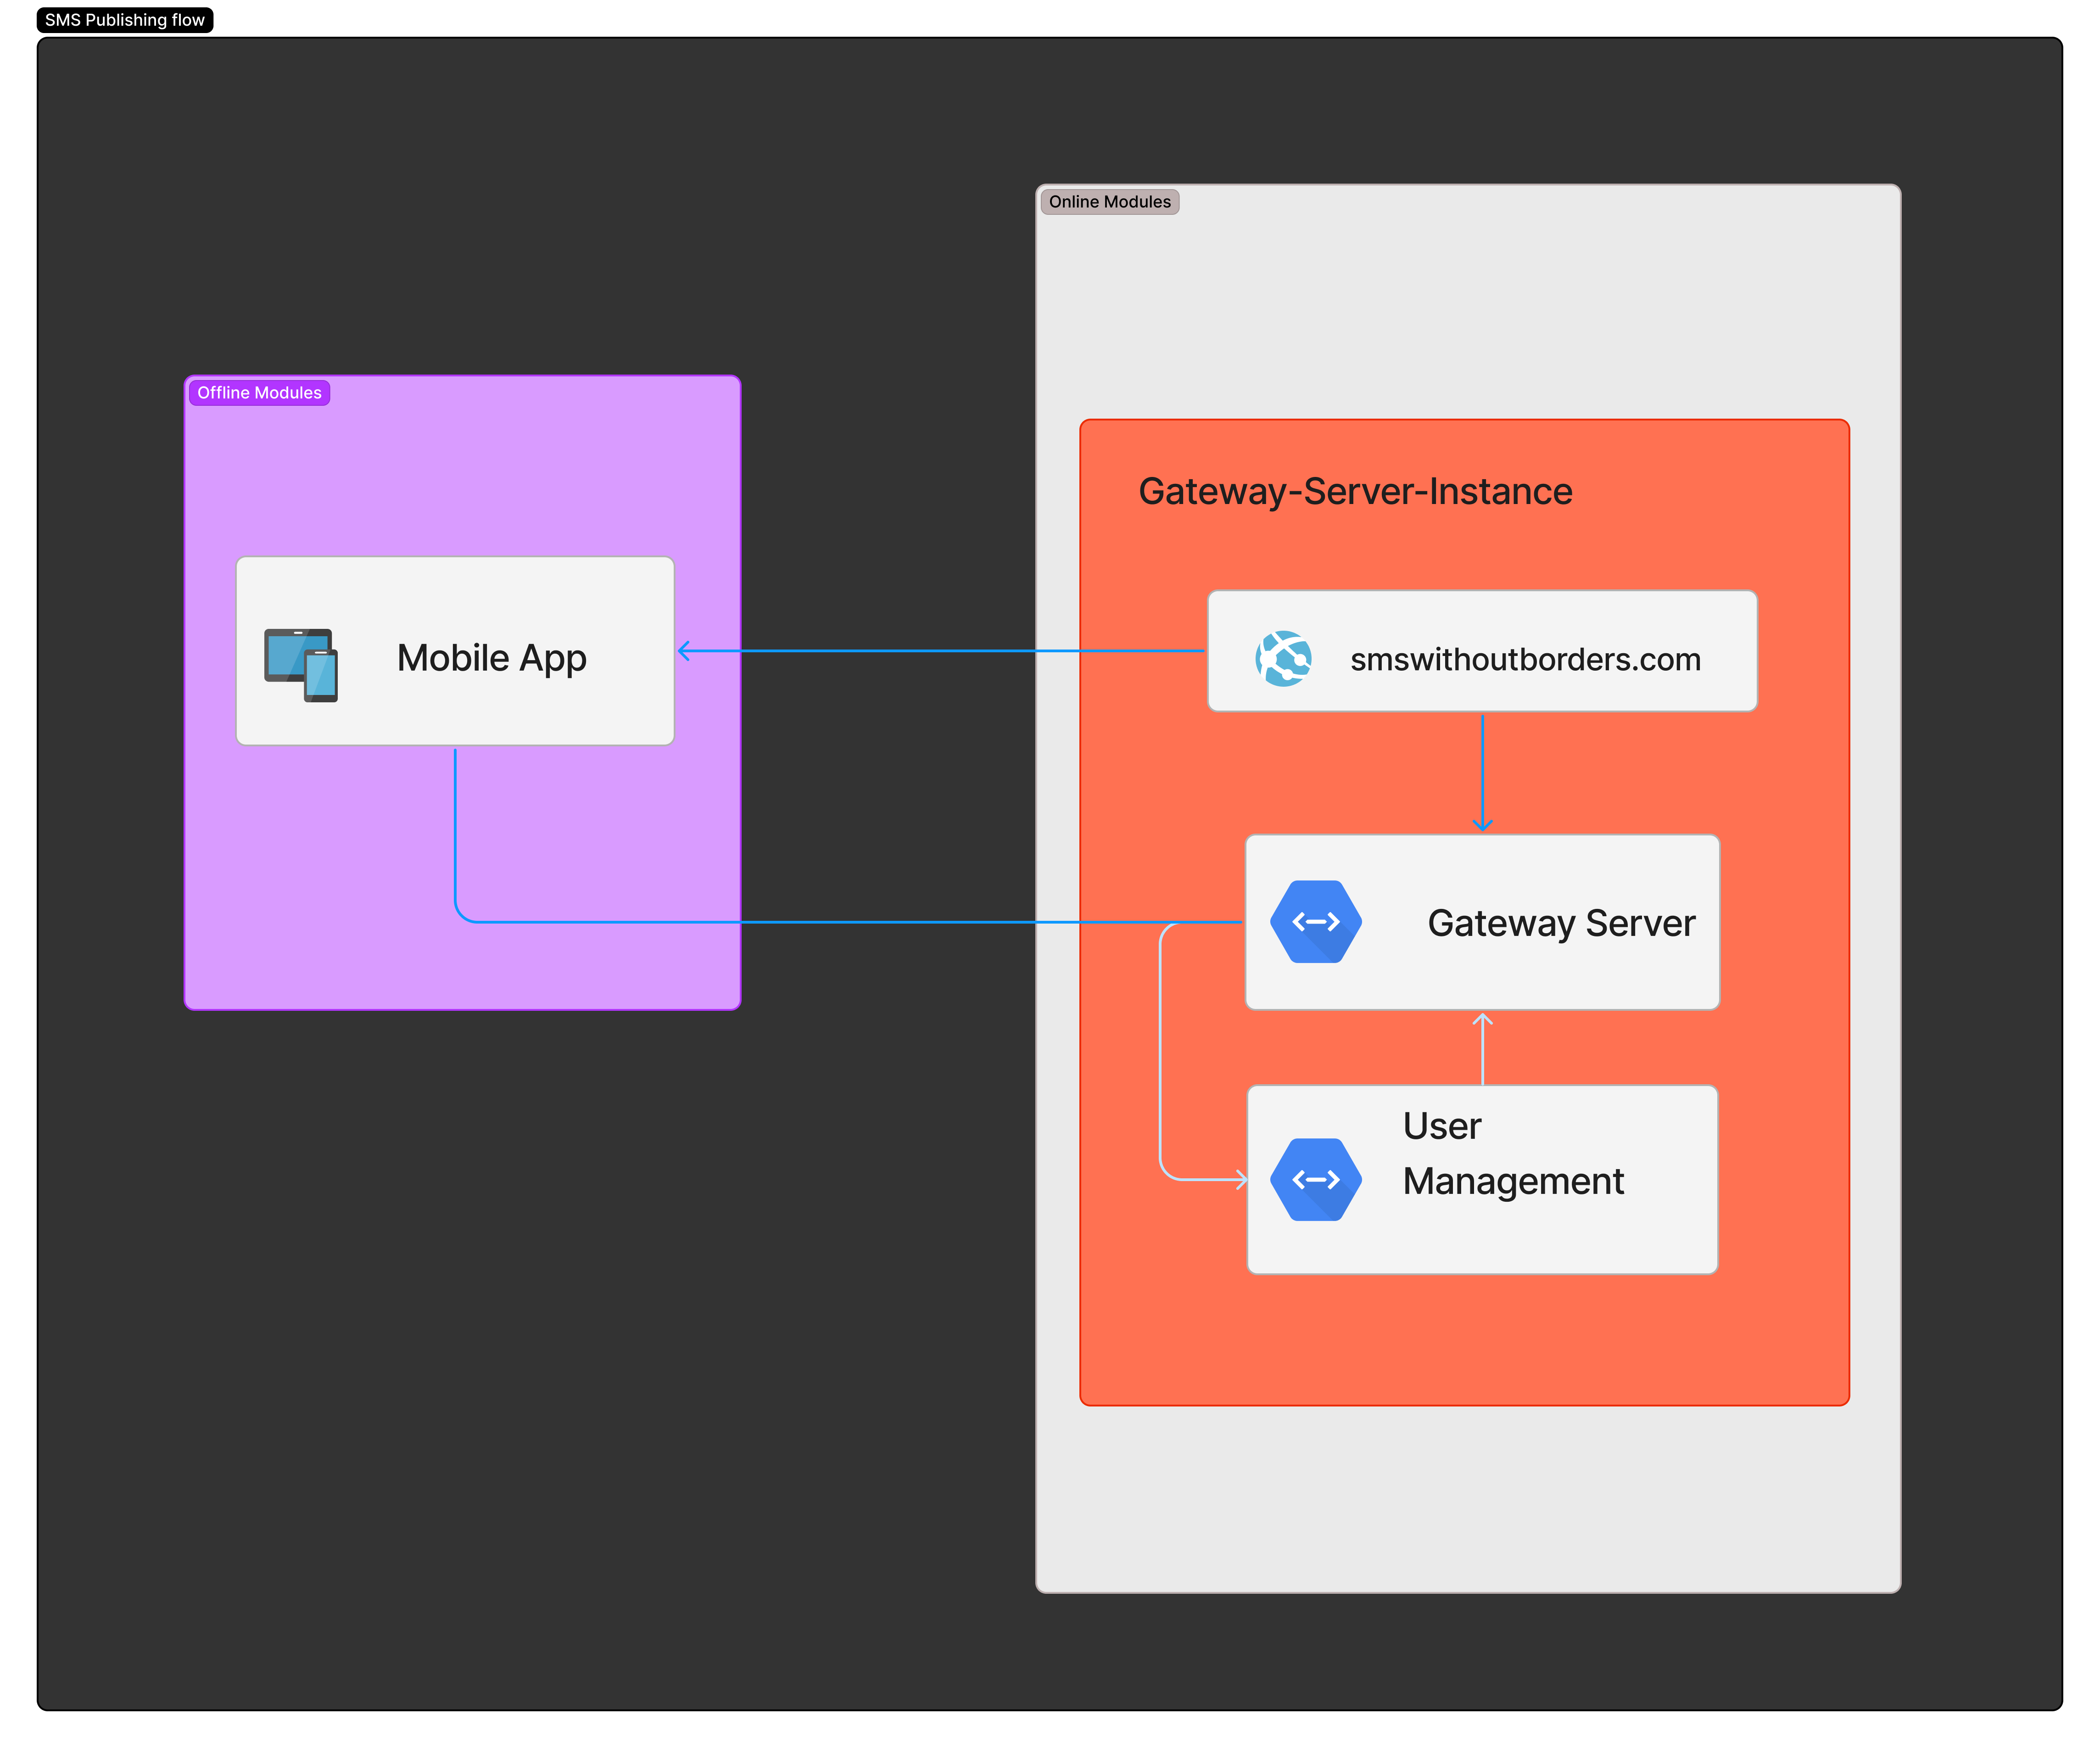 SMS Publishing flow
Online Modules
Offline Modules
Gateway-Server-Instance
Mobile App
smswithoutborders.com
Gateway Server
User
Management